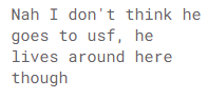 Nah I don't think he
goes to usf, he
lives around here
though